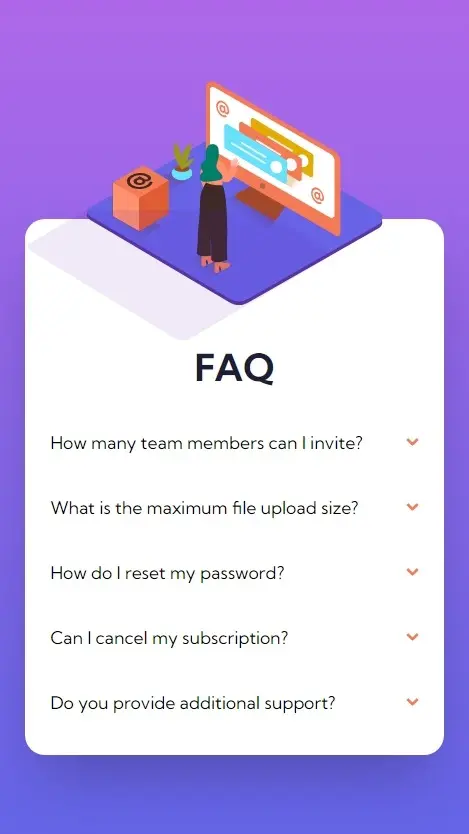 @
@
@
FAQ
How many team members can I invite?
What is the maximum file upload size?
How do I reset my password?
Can I cancel my subscription?
Do you provide additional support?